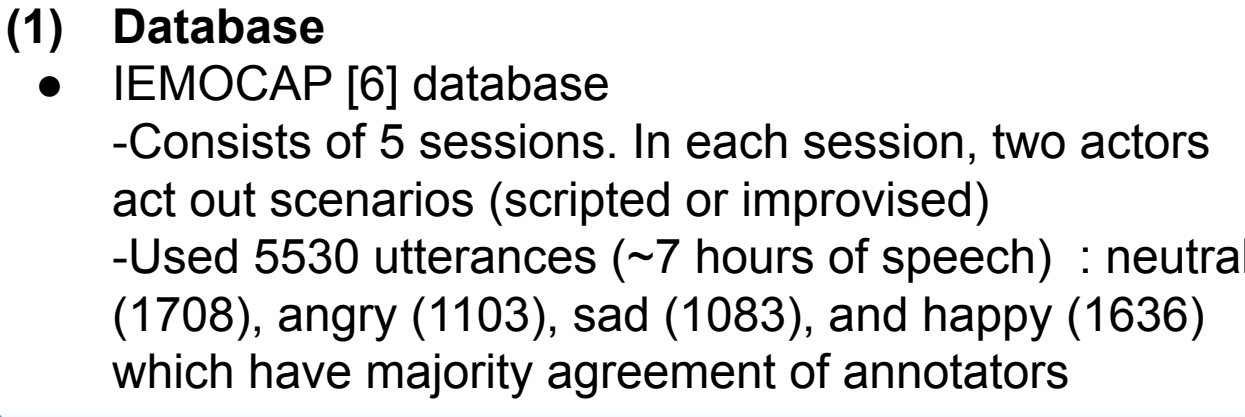 (1) Database
● IEMOCAP [6] database
-Consists of 5 sessions. In each session, two actors
act out scenarios (scripted or improvised)
-Used 5530 utterances (~7 hours of speech) : neutral
(1708), angry (1103), sad (1083), and happy (1636)
which have majority agreement of annotators